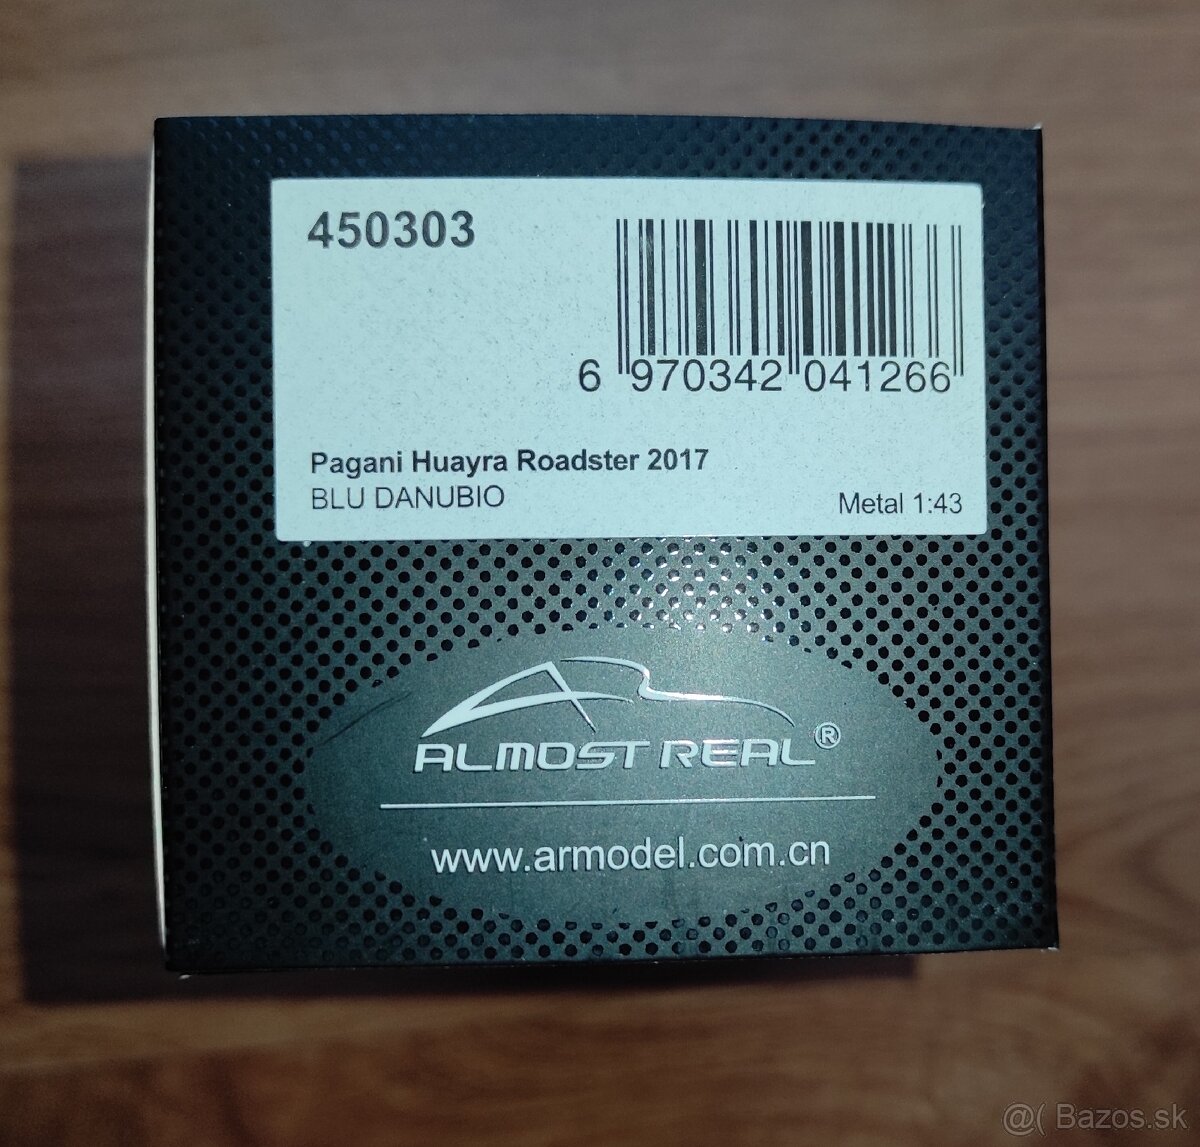 450303
6 970342 041266
Pagani Huayra Roadster 2017
BLU DANUBIO
Metal 1:43
ALMOST REAL ®
www.armodel.com.cn
@( Bazos.sk